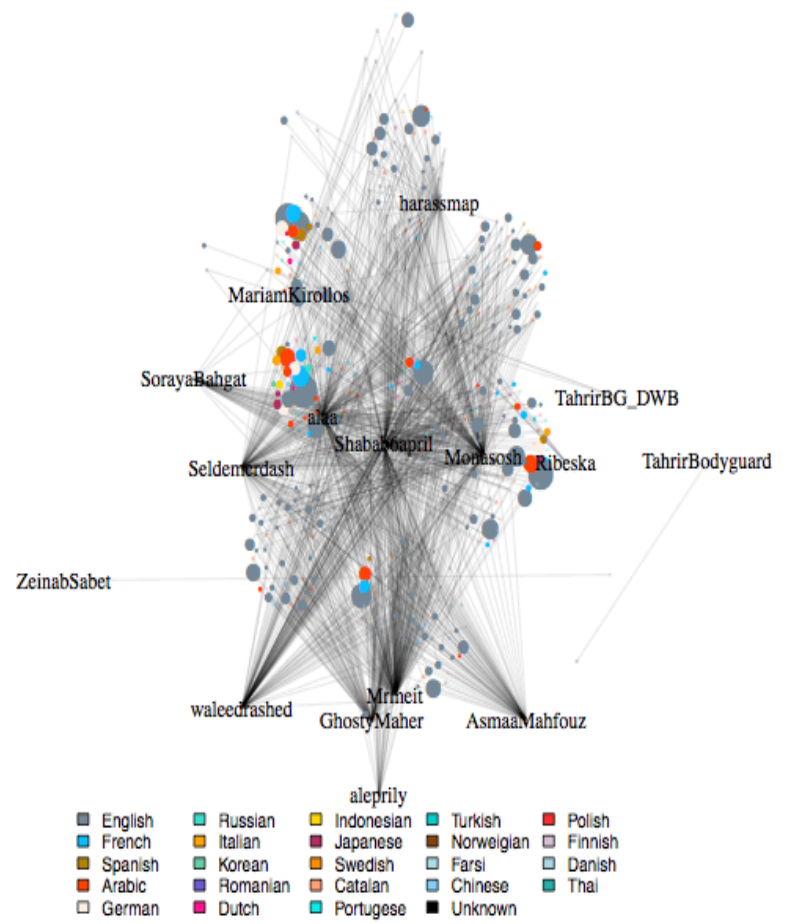 harassmap
MariamKirollos
SorayaBahgat
TahrirBG_DWB
alaa
Shabab6april
Monasosh
Ribeska
TahrirBodyguard
Seldemerdash
ZeinabSabet
Mrmeit
waleedrashed
GhostyMaher
AsmaaMahfouz
aleprily
English Russian Indonesian Turkish Polish
French Italian Japanese Norweigian Finnish
Spanish Korean Swedish Farsi Danish
Arabic Romanian Catalan Chinese Thai
German Dutch Portugese Unknown